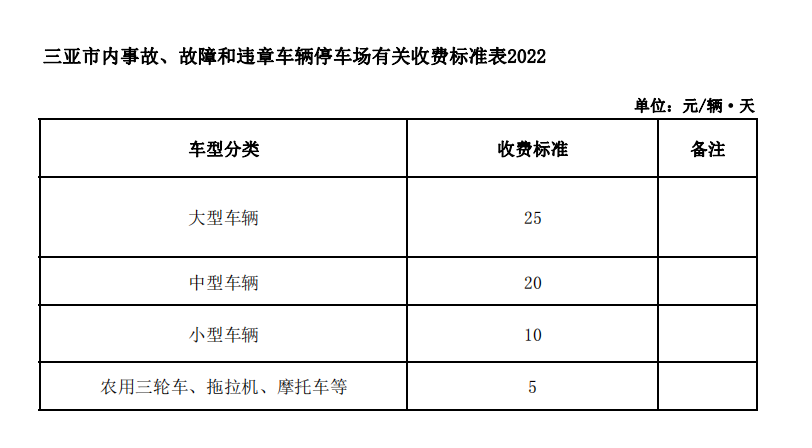 三亚市内事故、故障和违章车辆停车场有关收费标准表2022
单位：元/辆·天
车型分类 收费标准 备注
大型车辆 25
中型车辆 20
小型车辆 10
农用三轮车、拖拉机、摩托车等 5